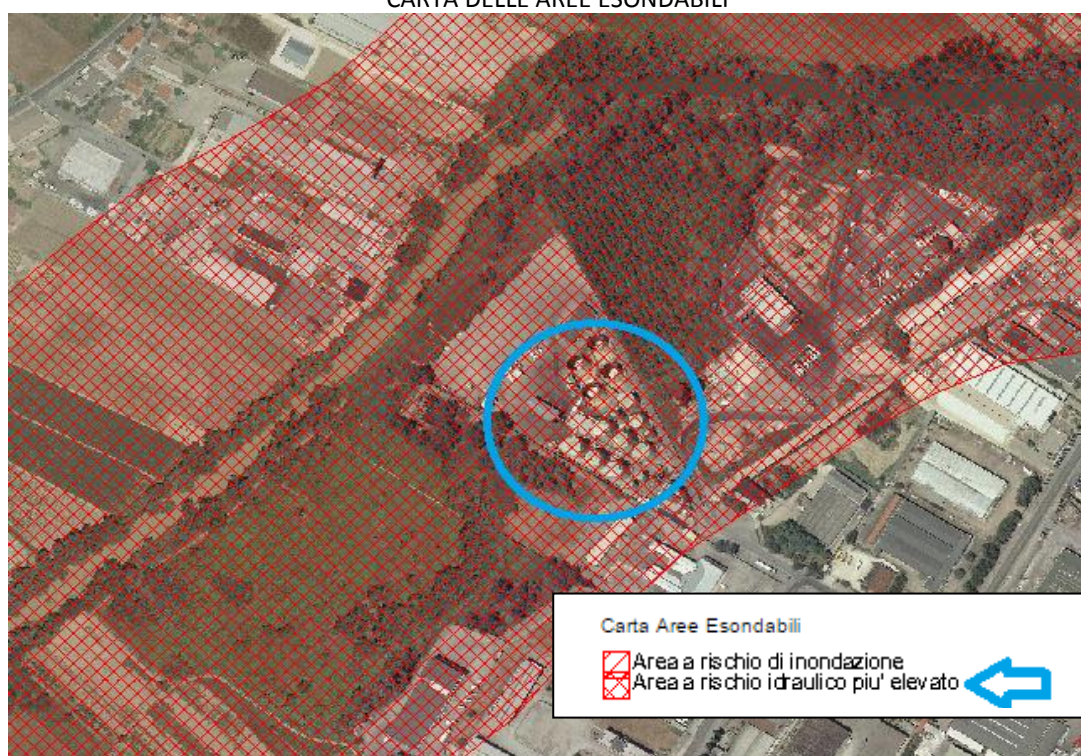 CARTA DELLE AREE ESONDABILI
Carta Aree Esondabili
Area a rischio di inondazione
Area a rischio idraulico piu' elevato